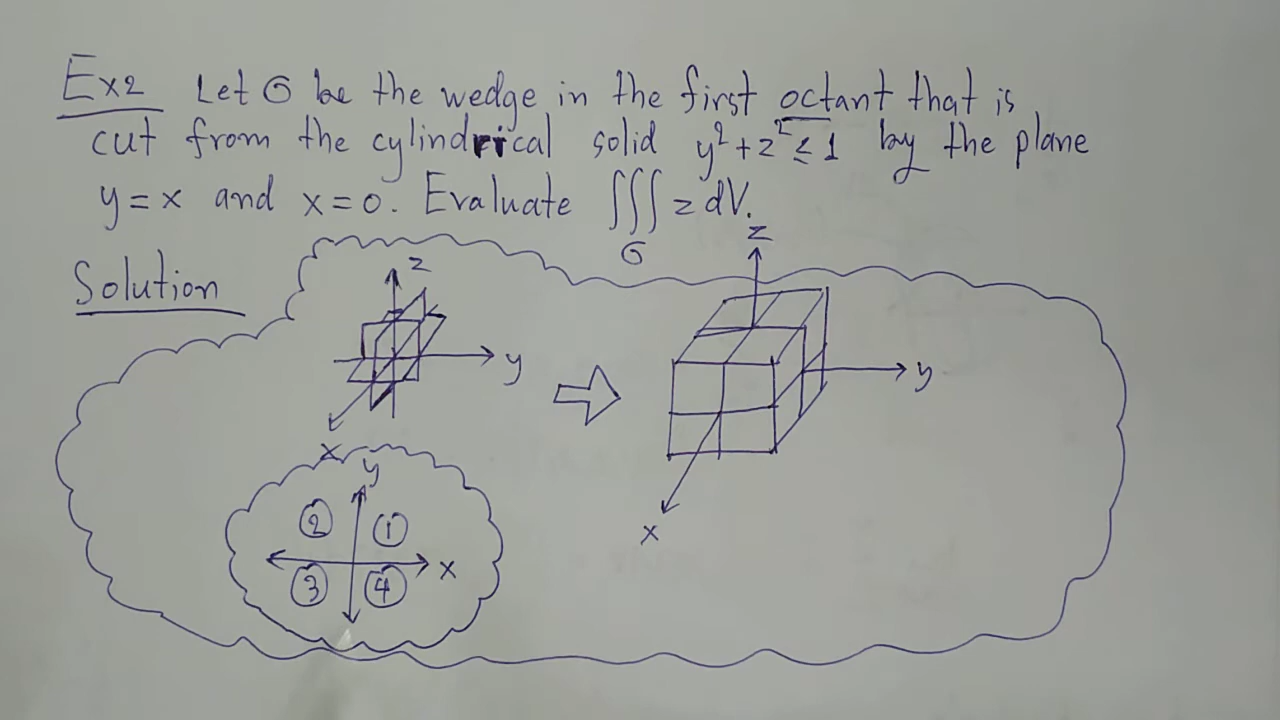 Ex2 Let G be the wedge in the first octant that is
cut from the cylindrical solid y²+z²≤1 by the plane
y=x and x=0. Evaluate ∭_G z dV.
Solution
z
y
x
z
y
x
y
x
② ①
③ ④